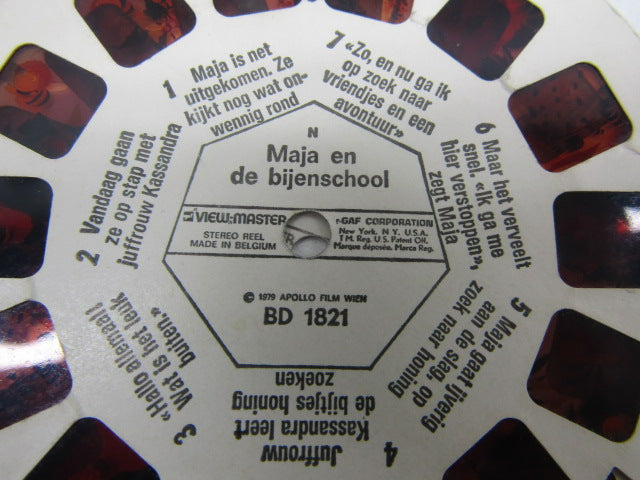 N
Maja en
de bijenschool
VIEW-MASTER
STEREO REEL
MADE IN BELGIUM
GAF CORPORATION
New York, N. Y. U.S.A.
T M. Reg. U.S. Patent Off.
Marque déposée. Marca Reg.
© 1979 APOLLO FILM WIEN
BD 1821
1 Maja is net
uitgekomen. Ze
kijkt nog wat on-
wennig rond
2 Vandaag gaan
ze op stap met
juffrouw Kassandra
3 «Hallo allemaal!
Wat is het leuk
buiten.»
4 Juffrouw
Kassandra leert
de bijtjes honing
zoeken
5 Maja gaat ijverig
aan de slag, op
zoek naar honing
6 Maar het verveelt
snel. «Ik ga me
hier verstoppen»,
zegt Maja
7 «Zo, en nu ga ik
op zoek naar
vriendjes en een
avontuur»